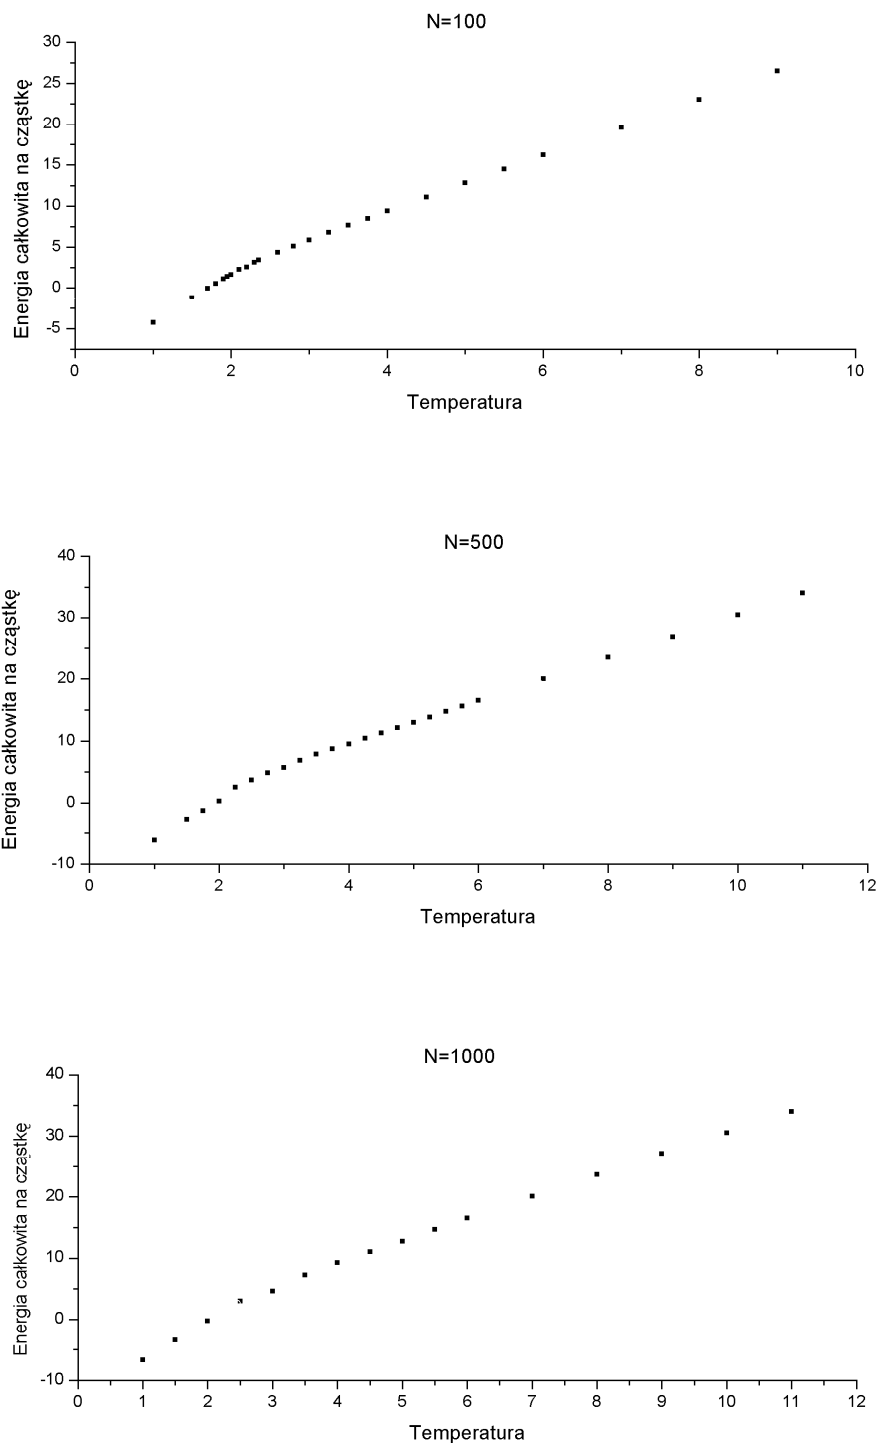 N=100
30
25
20
15
10
5
0
-5
Energia całkowita na cząstkę
0 2 4 6 8 10
Temperatura
N=500
40
30
20
10
0
-10
Energia całkowita na cząstkę
0 2 4 6 8 10 12
Temperatura
N=1000
40
30
20
10
0
-10
Energia całkowita na cząstkę
0 1 2 3 4 5 6 7 8 9 10 11 12
Temperatura